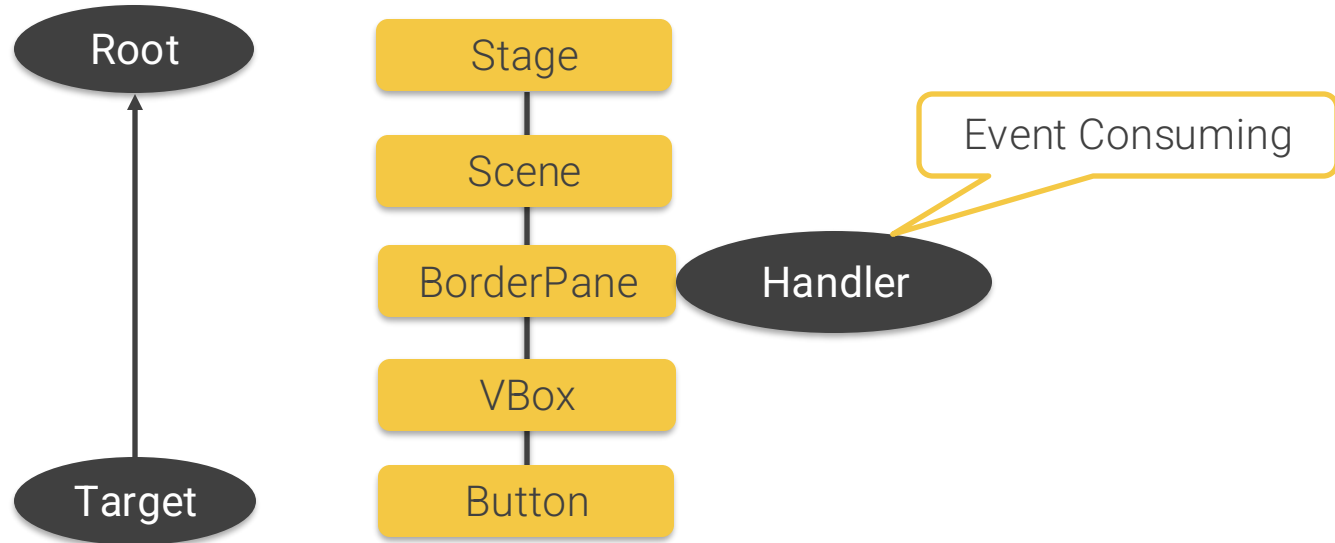 Root
Stage
Event Consuming
Scene
BorderPane
Handler
VBox
Target
Button